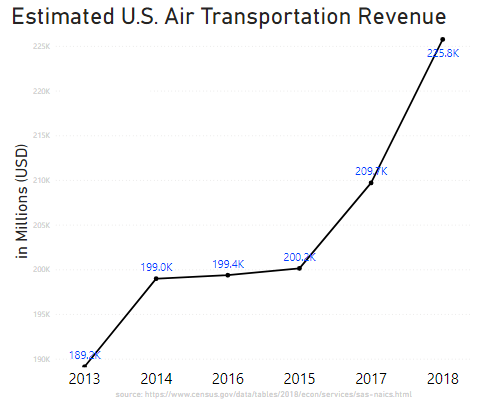 Estimated U.S. Air Transportation Revenue
in Millions (USD)
225K
220K
215K
210K
205K
200K
195K
190K
189.2K
199.0K
199.4K
200.2K
209.7K
225.8K
2013
2014
2016
2015
2017
2018
source: https://www.census.gov/data/tables/2018/econ/services/sas-naics.html